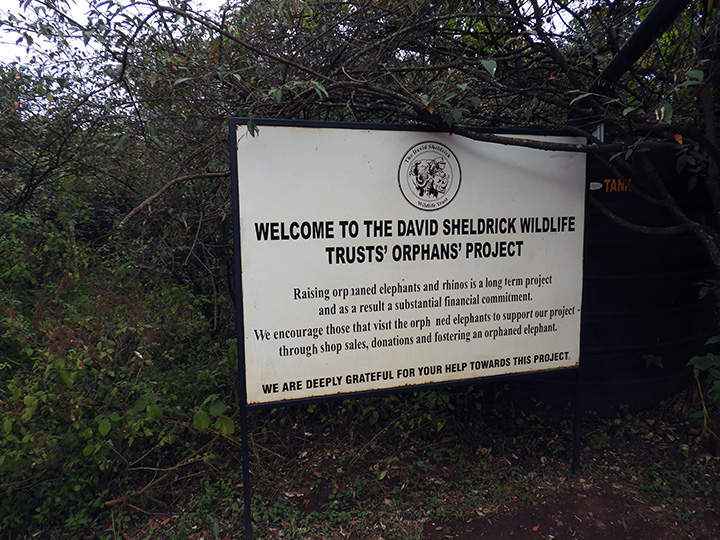 The David Sheldrick
Wildlife Trust
WELCOME TO THE DAVID SHELDRICK WILDLIFE
TRUSTS' ORPHANS' PROJECT
Raising orp aned elephants and rhinos is a long term project
and as a result a substantial financial commitment.
We encourage those that visit the orph ned elephants to support our project
through shop sales, donations and fostering an orphaned elephant.
WE ARE DEEPLY GRATEFUL FOR YOUR HELP TOWARDS THIS PROJECT.
TANK